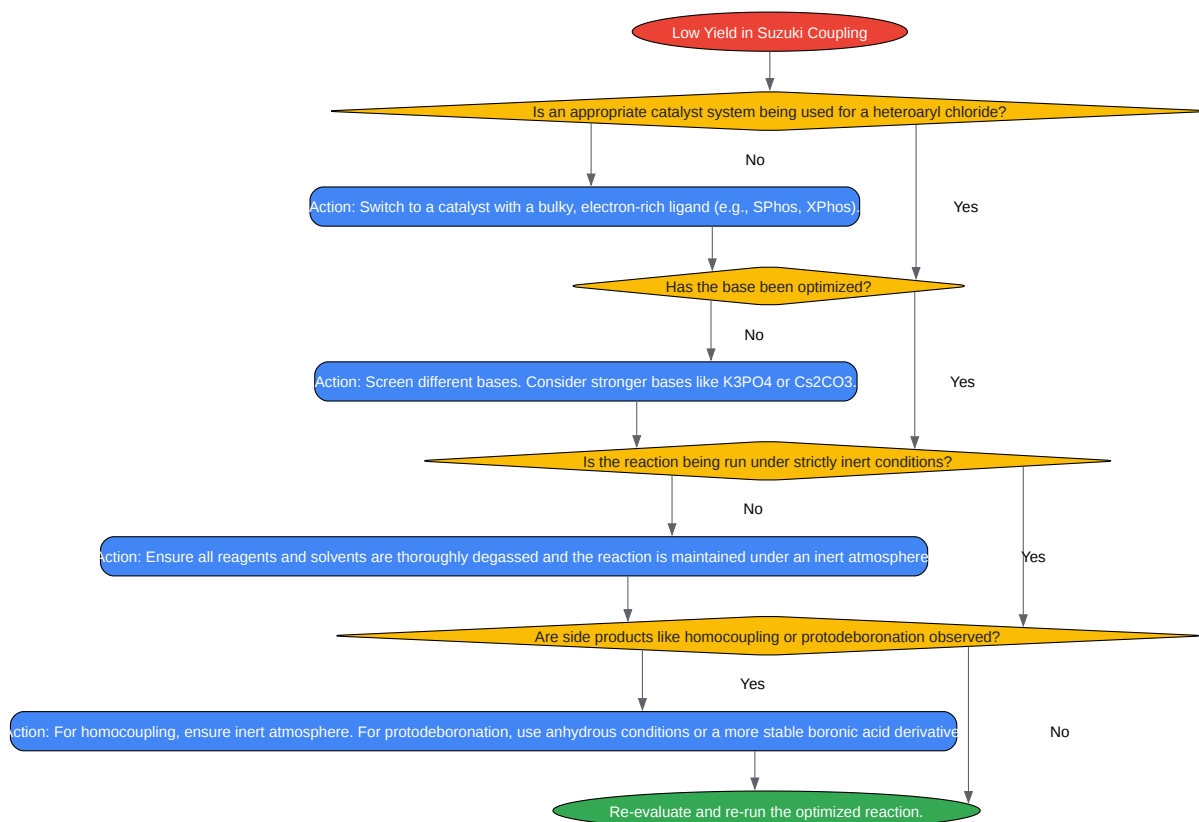 Low Yield in Suzuki Coupling
Is an appropriate catalyst system being used for a heteroaryl chloride?
No
Action: Switch to a catalyst with a bulky, electron-rich ligand (e.g., SPhos, XPhos).
Yes
Has the base been optimized?
No
Action: Screen different bases. Consider stronger bases like K3PO4 or Cs2CO3.
Yes
Is the reaction being run under strictly inert conditions?
No
Action: Ensure all reagents and solvents are thoroughly degassed and the reaction is maintained under an inert atmosphere
Yes
Are side products like homocoupling or protodeboronation observed?
Yes
Action: For homocoupling, ensure inert atmosphere. For protodeboronation, use anhydrous conditions or a more stable boronic acid derivative
No
Re-evaluate and re-run the optimized reaction.